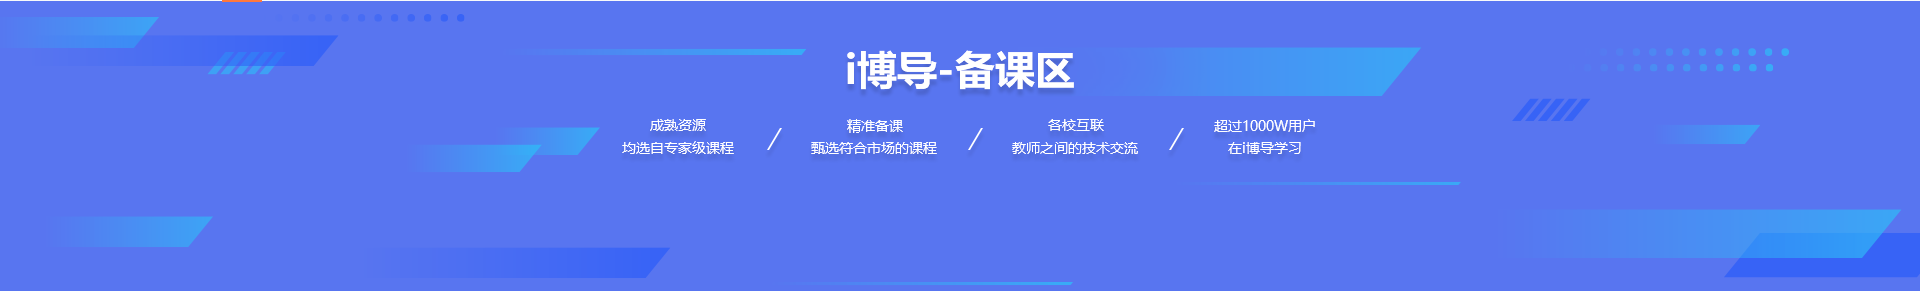 i博导-备课区
成熟资源
均选自专家级课程
精准备课
甄选符合市场的课程
各校互联
教师之间的技术交流
超过1000W用户
在i博导学习